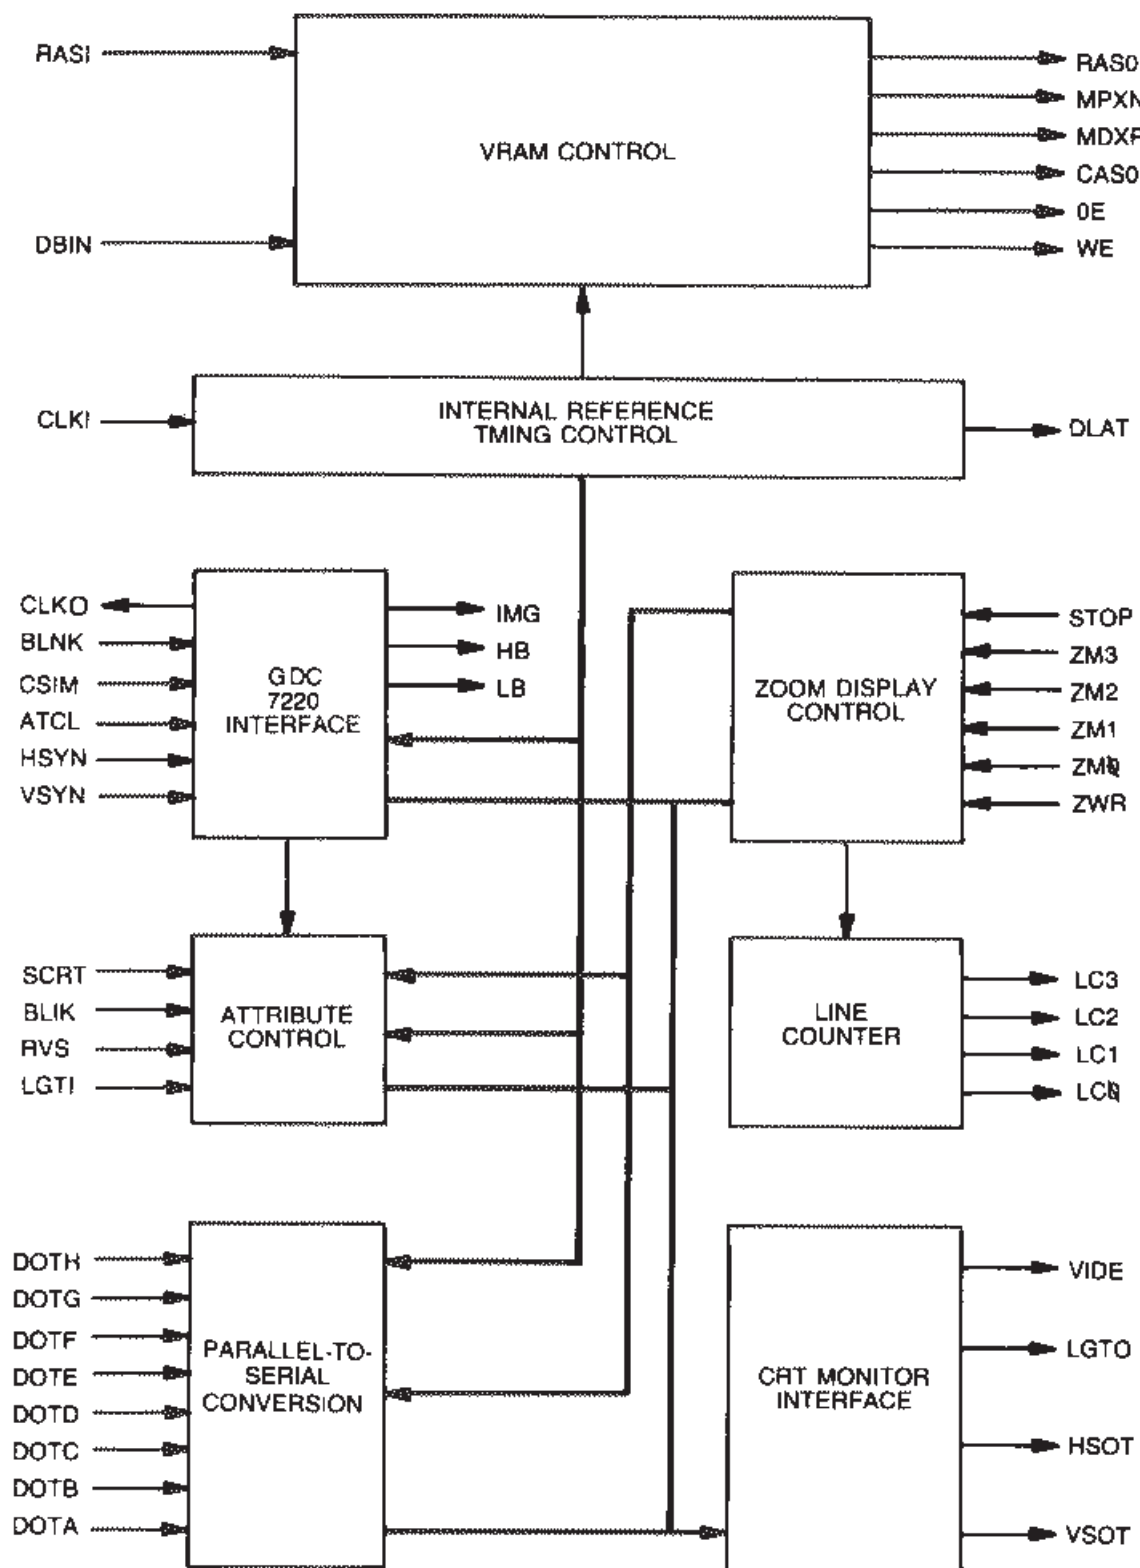 RASI
DBIN
VRAM CONTROL
RAS0
MPXN
MDXP
CAS0
0E
WE
CLKI
INTERNAL REFERENCE
TMING CONTROL
DLAT
CLKO
BLNK
CSIM
ATCL
HSYN
VSYN
GDC
7220
INTERFACE
IMG
HB
LB
ZOOM DISPLAY
CONTROL
STOP
ZM3
ZM2
ZM1
ZM0
ZWR
SCRT
BLIK
RVS
LGTI
ATTRIBUTE
CONTROL
LINE
COUNTER
LC3
LC2
LC1
LC0
DOTH
DOTG
DOTF
DOTE
DOTD
DOTC
DOTB
DOTA
PARALLEL-TO-
SERIAL
CONVERSION
CRT MONITOR
INTERFACE
VIDE
LGTO
HSOT
VSOT